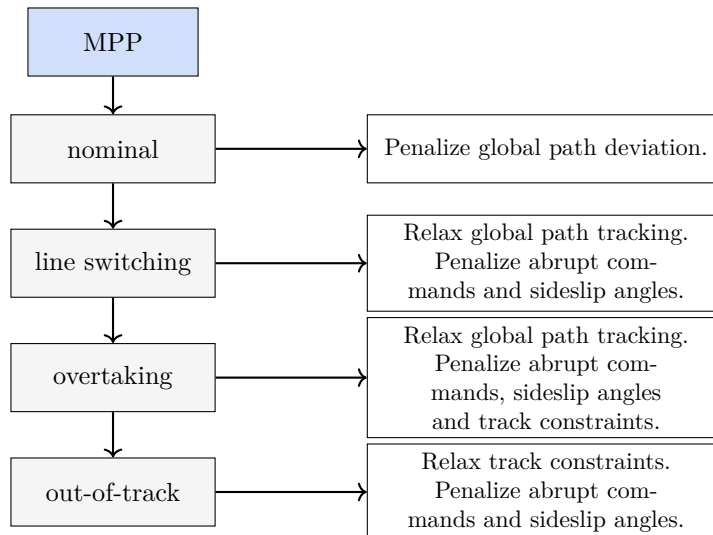 MPP
nominal
Penalize global path deviation.
line switching
Relax global path tracking.
Penalize abrupt com-
mands and sideslip angles.
overtaking
Relax global path tracking.
Penalize abrupt com-
mands, sideslip angles
and track constraints.
out-of-track
Relax track constraints.
Penalize abrupt com-
mands and sideslip angles.